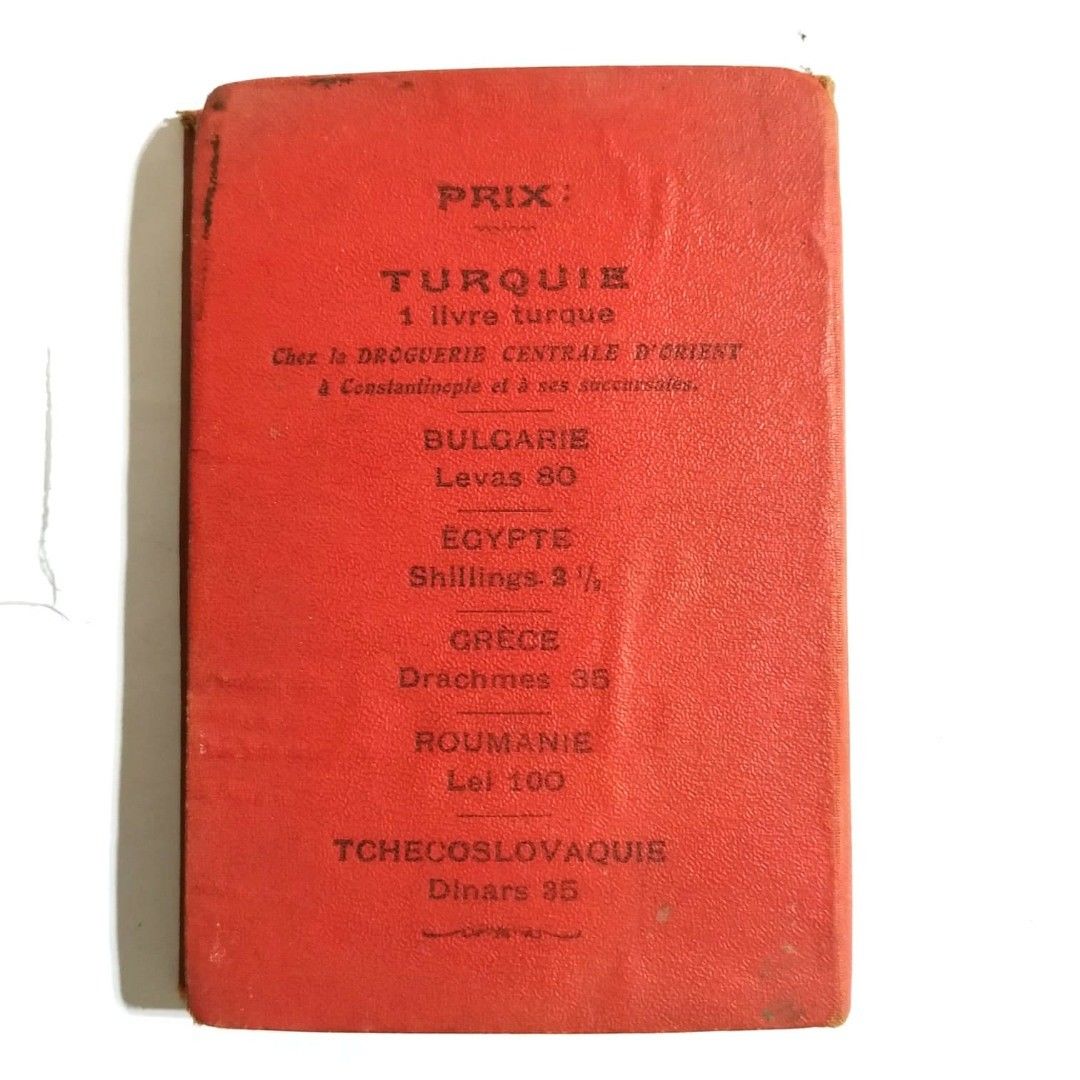 PRIX:
TURQUIE
1 livre turque
Chez la DROGUERIE CENTRALE D'ORIENT
à Constantinople et à ses succursales.
BULGARIE
Levas 80
ÉGYPTE
Shillings 2 1/2
GRÈCE
Drachmes 35
ROUMANIE
Lei 100
TCHECOSLOVAQUIE
Dinars 35